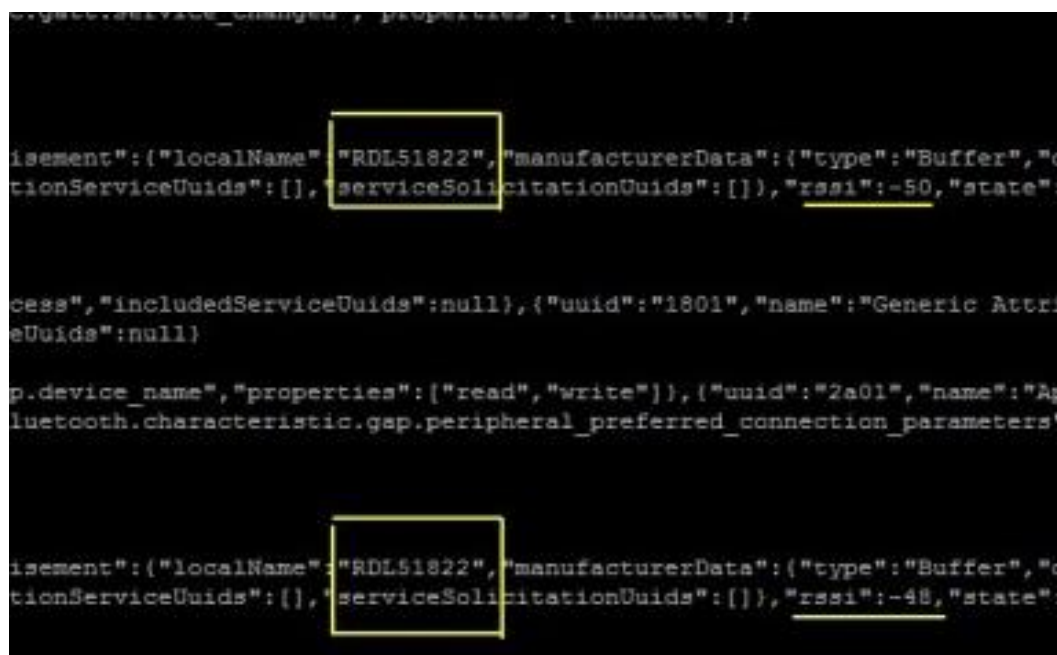 c.gatt.service_changed","properties":["indicate"]}
isement":{"localName":"RDL51822","manufacturerData":{"type":"Buffer","d
tionServiceUuids":[],"serviceSolicitationUuids":[]},"rssi":-50,"state":
cess","includedServiceUuids":null},{"uuid":"1801","name":"Generic Attri
eUuids":null}
p.device_name","properties":["read","write"]},{"uuid":"2a01","name":"Ap
luetooth.characteristic.gap.peripheral_preferred_connection_parameters"
isement":{"localName":"RDL51822","manufacturerData":{"type":"Buffer","d
tionServiceUuids":[],"serviceSolicitationUuids":[]},"rssi":-48,"state":